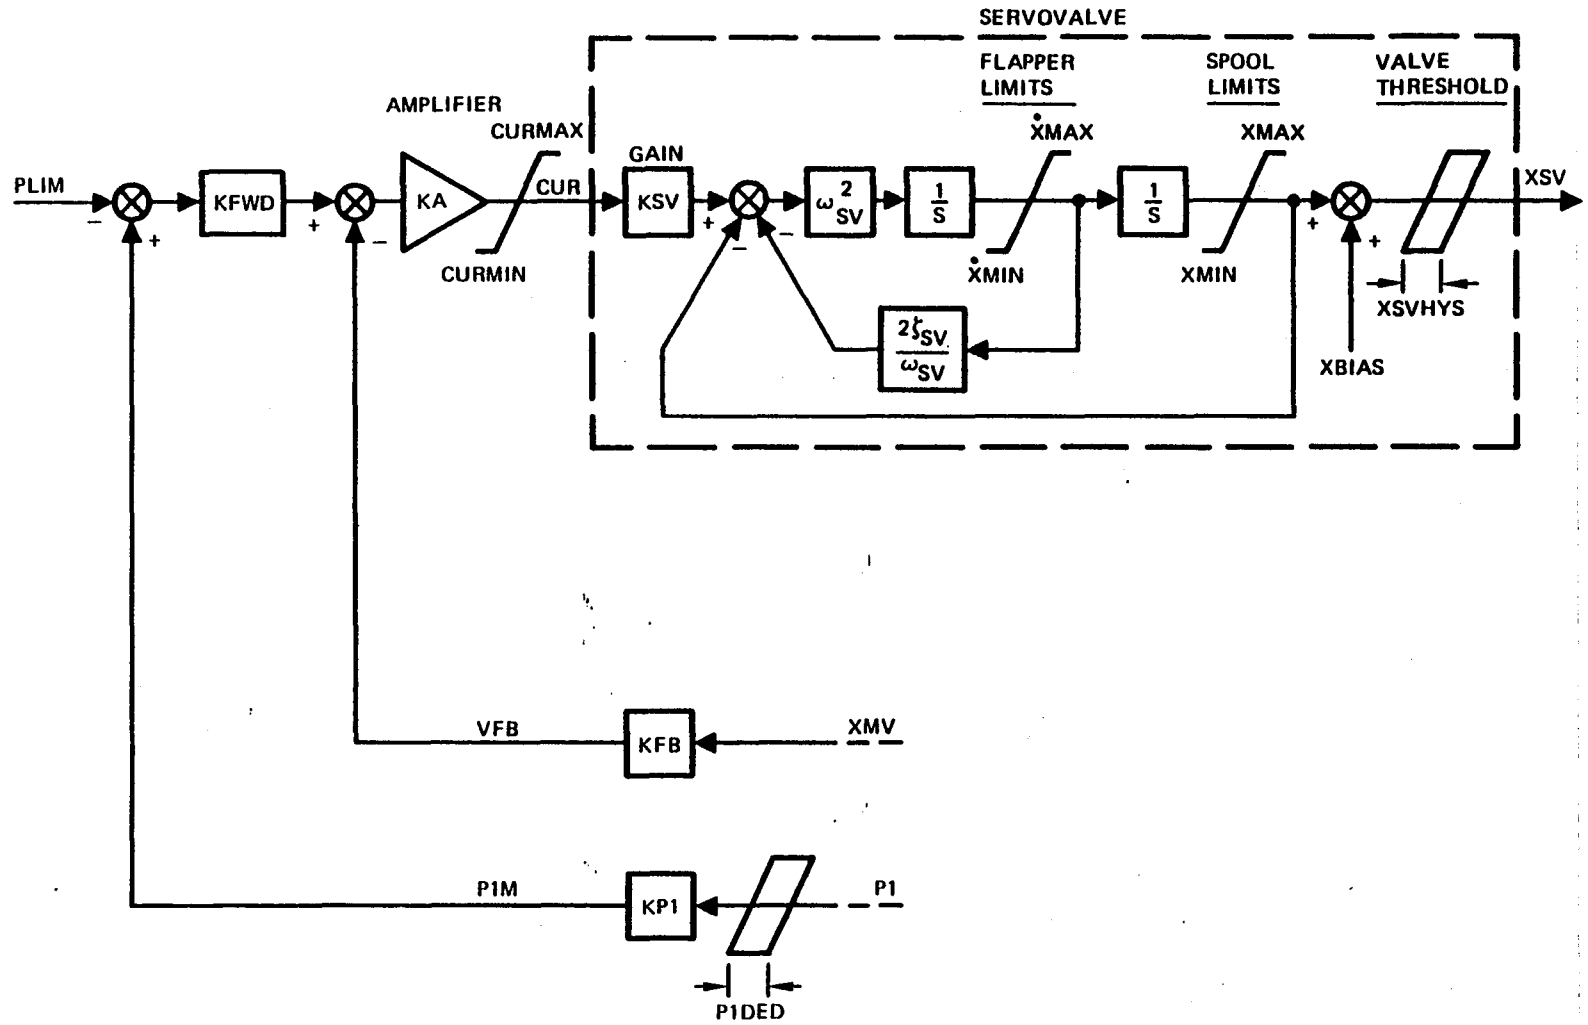 SERVOVALVE
FLAPPER
LIMITS
SPOOL
LIMITS
VALVE
THRESHOLD
AMPLIFIER
CURMAX
ẊMAX
XMAX
GAIN
PLIM
KFWD
KA
CUR
KSV
ω²SV
1/S
1/S
XSV
−
+
+
−
+
−
−
+
+
CURMIN
ẊMIN
XMIN
XSVHYS
2ζSV/ωSV
XBIAS
VFB
KFB
XMV
P1M
KP1
P1
P1DED